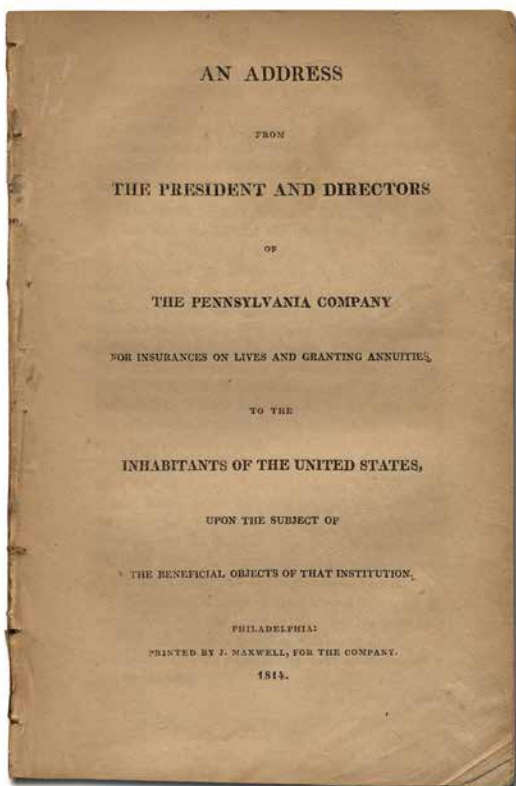 AN ADDRESS
FROM
THE PRESIDENT AND DIRECTORS
OF
THE PENNSYLVANIA COMPANY
FOR INSURANCES ON LIVES AND GRANTING ANNUITIES,
TO THE
INHABITANTS OF THE UNITED STATES,
UPON THE SUBJECT OF
THE BENEFICIAL OBJECTS OF THAT INSTITUTION.
PHILADELPHIA:
PRINTED BY J. MAXWELL, FOR THE COMPANY.
1814.